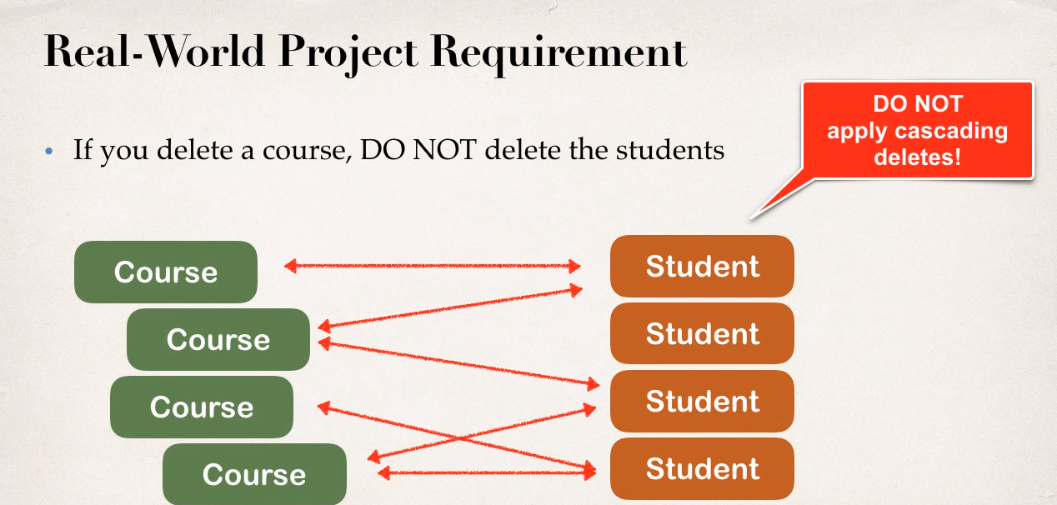 Real-World Project Requirement
DO NOT
apply cascading
deletes!
• If you delete a course, DO NOT delete the students
Course
Student
Course
Student
Course
Student
Course
Student